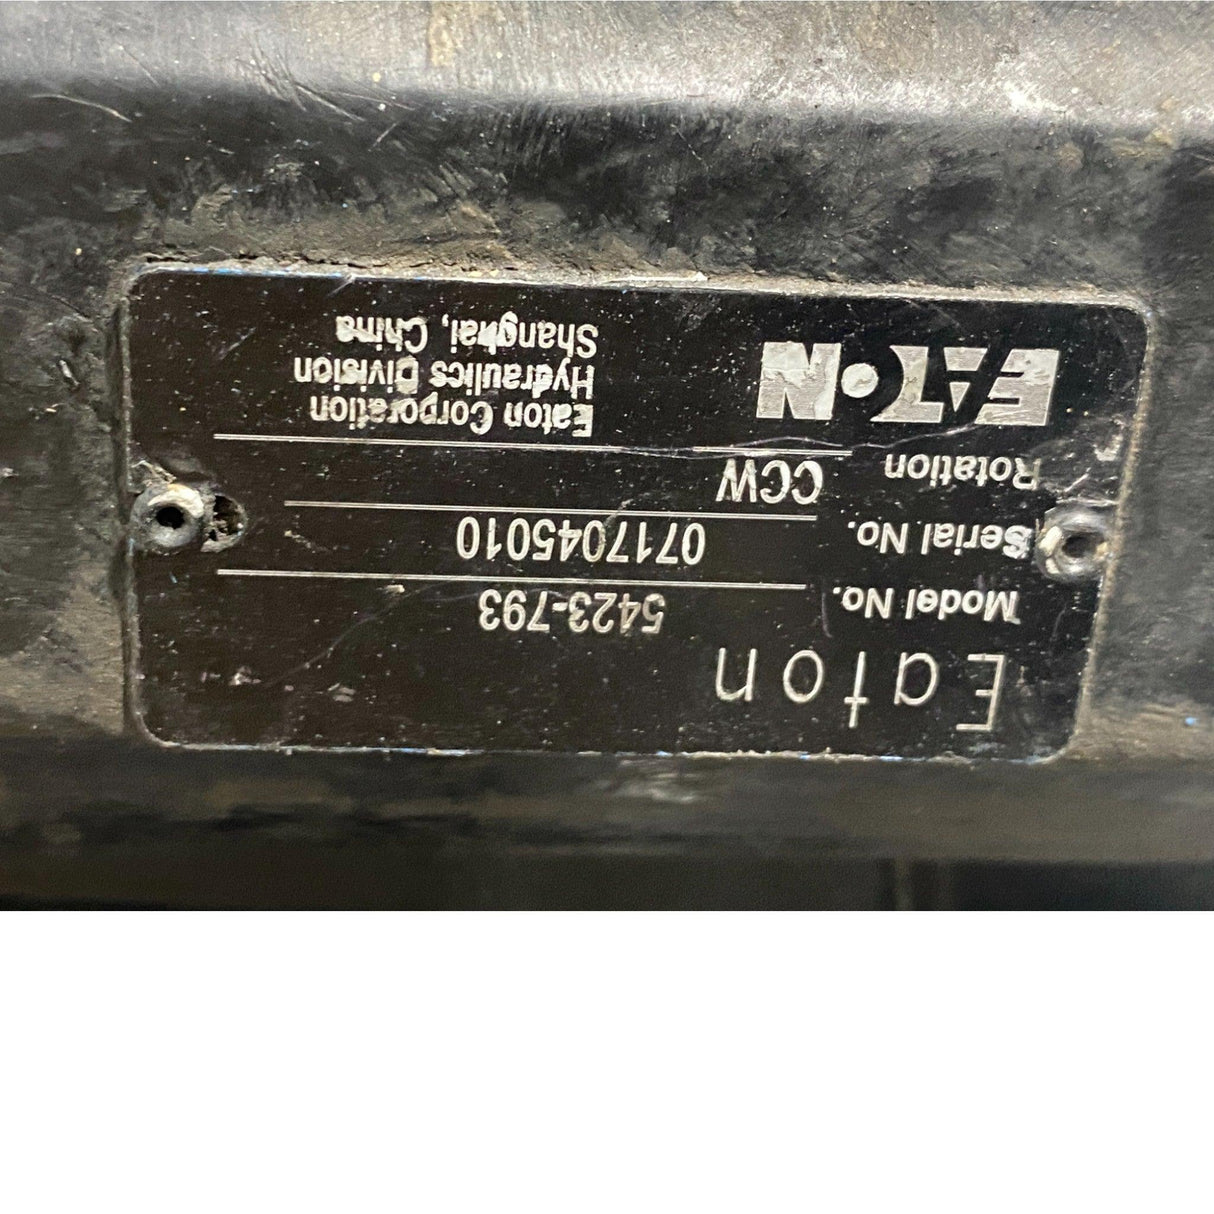 Eaton
Model No. 5423-793
Serial No. 0717045010
Rotation CCW
EATON
Eaton Corporation
Hydraulics Division
Shanghai, China